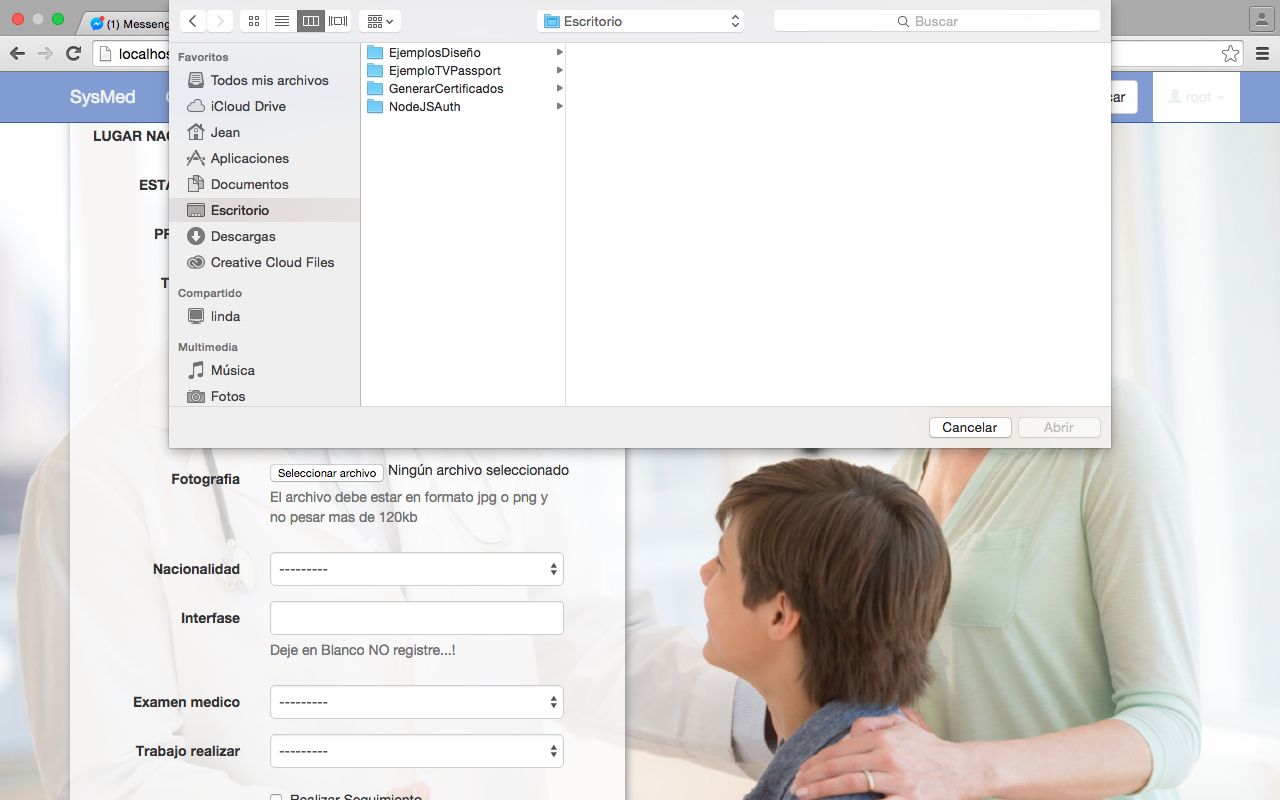 (1) Messeng
Escritorio
Buscar
localhos
SysMed
car
root
Favoritos
Todos mis archivos
iCloud Drive
Jean
Aplicaciones
Documentos
Escritorio
Descargas
Creative Cloud Files
Compartido
linda
Multimedia
Música
Fotos
EjemplosDiseño
EjemploTVPassport
GenerarCertificados
NodeJSAuth
Cancelar
Abrir
LUGAR NAC
ESTA
PR
T
Fotografia
Seleccionar archivo
Ningún archivo seleccionado
El archivo debe estar en formato jpg o png y
no pesar mas de 120kb
Nacionalidad
---------
Interfase
Deje en Blanco NO registre...!
Examen medico
---------
Trabajo realizar
---------
Realizar Seguimiento